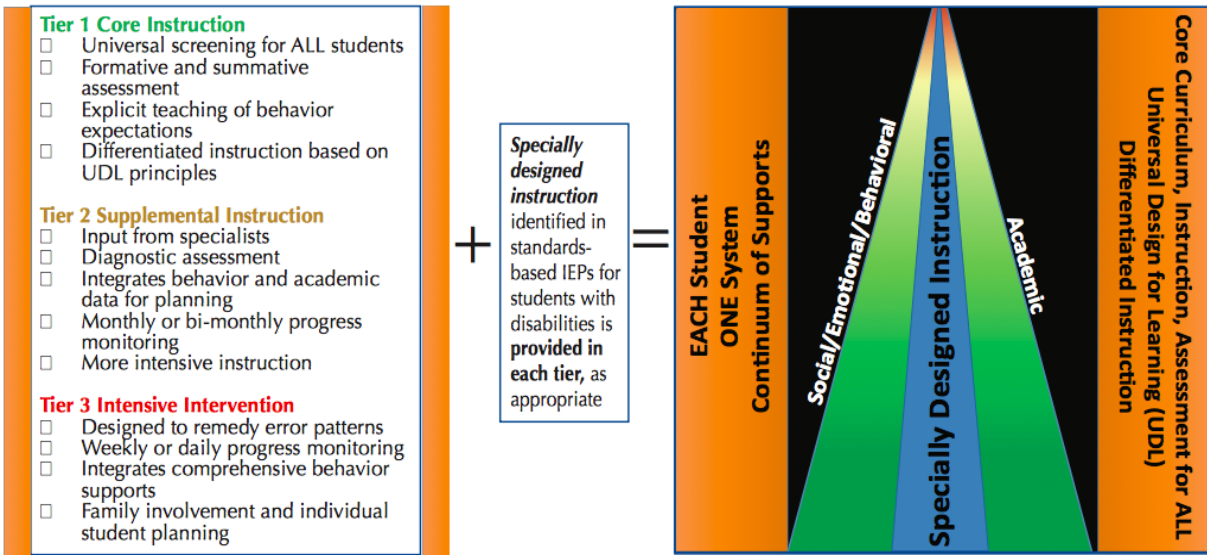 Tier 1 Core Instruction
☐ Universal screening for ALL students
☐ Formative and summative
assessment
☐ Explicit teaching of behavior
expectations
☐ Differentiated instruction based on
UDL principles
Tier 2 Supplemental Instruction
☐ Input from specialists
☐ Diagnostic assessment
☐ Integrates behavior and academic
data for planning
☐ Monthly or bi-monthly progress
monitoring
☐ More intensive instruction
Tier 3 Intensive Intervention
☐ Designed to remedy error patterns
☐ Weekly or daily progress monitoring
☐ Integrates comprehensive behavior
supports
☐ Family involvement and individual
student planning
+
Specially
designed
instruction
identified in
standards-
based IEPs for
students with
disabilities is
provided in
each tier, as
appropriate
=
EACH Student
ONE System
Continuum of Supports
Social/Emotional/Behavioral
Specially Designed Instruction
Academic
Core Curriculum, Instruction, Assessment for ALL
Universal Design for Learning (UDL)
Differentiated Instruction